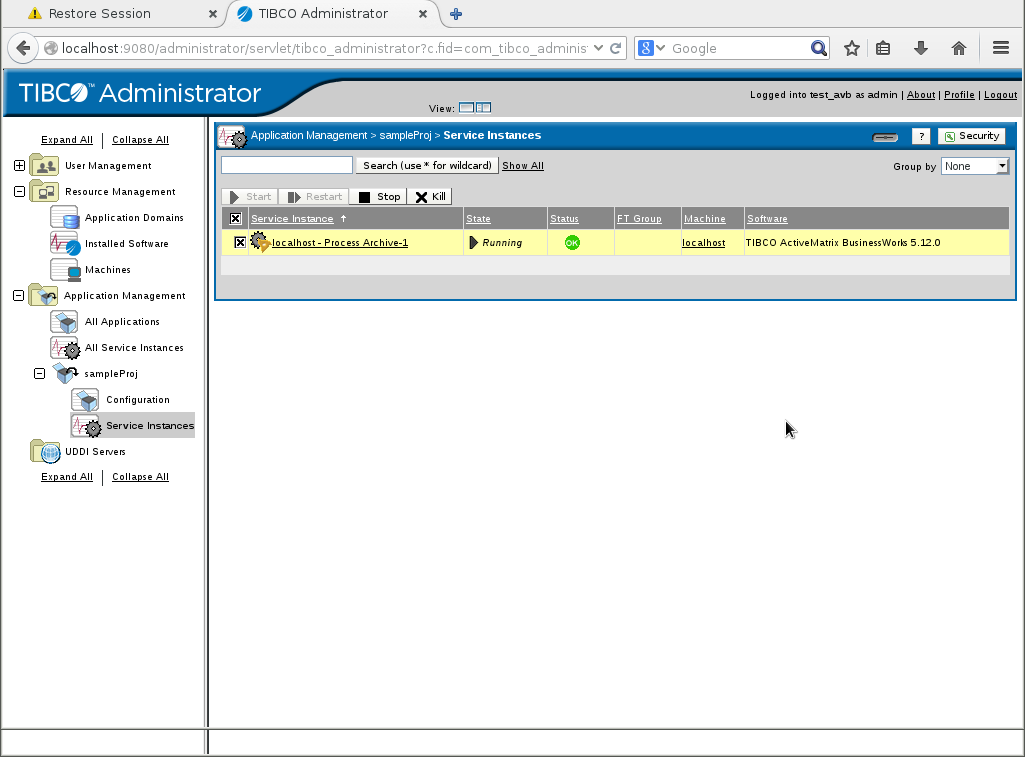 Restore Session
TIBCO Administrator
localhost:9080/administrator/servlet/tibco_administrator?c.fid=com_tibco_adminis
Google
TIBCO™ Administrator
View:
Logged into test_avb as admin | About | Profile | Logout
Expand All | Collapse All
User Management
Resource Management
Application Domains
Installed Software
Machines
Application Management
All Applications
All Service Instances
sampleProj
Configuration
Service Instances
UDDI Servers
Expand All | Collapse All
Application Management > sampleProj > Service Instances
? Security
Search (use * for wildcard) Show All
Group by None
Start Restart Stop Kill
Service Instance State Status FT Group Machine Software
localhost - Process Archive-1 Running OK localhost TIBCO ActiveMatrix BusinessWorks 5.12.0